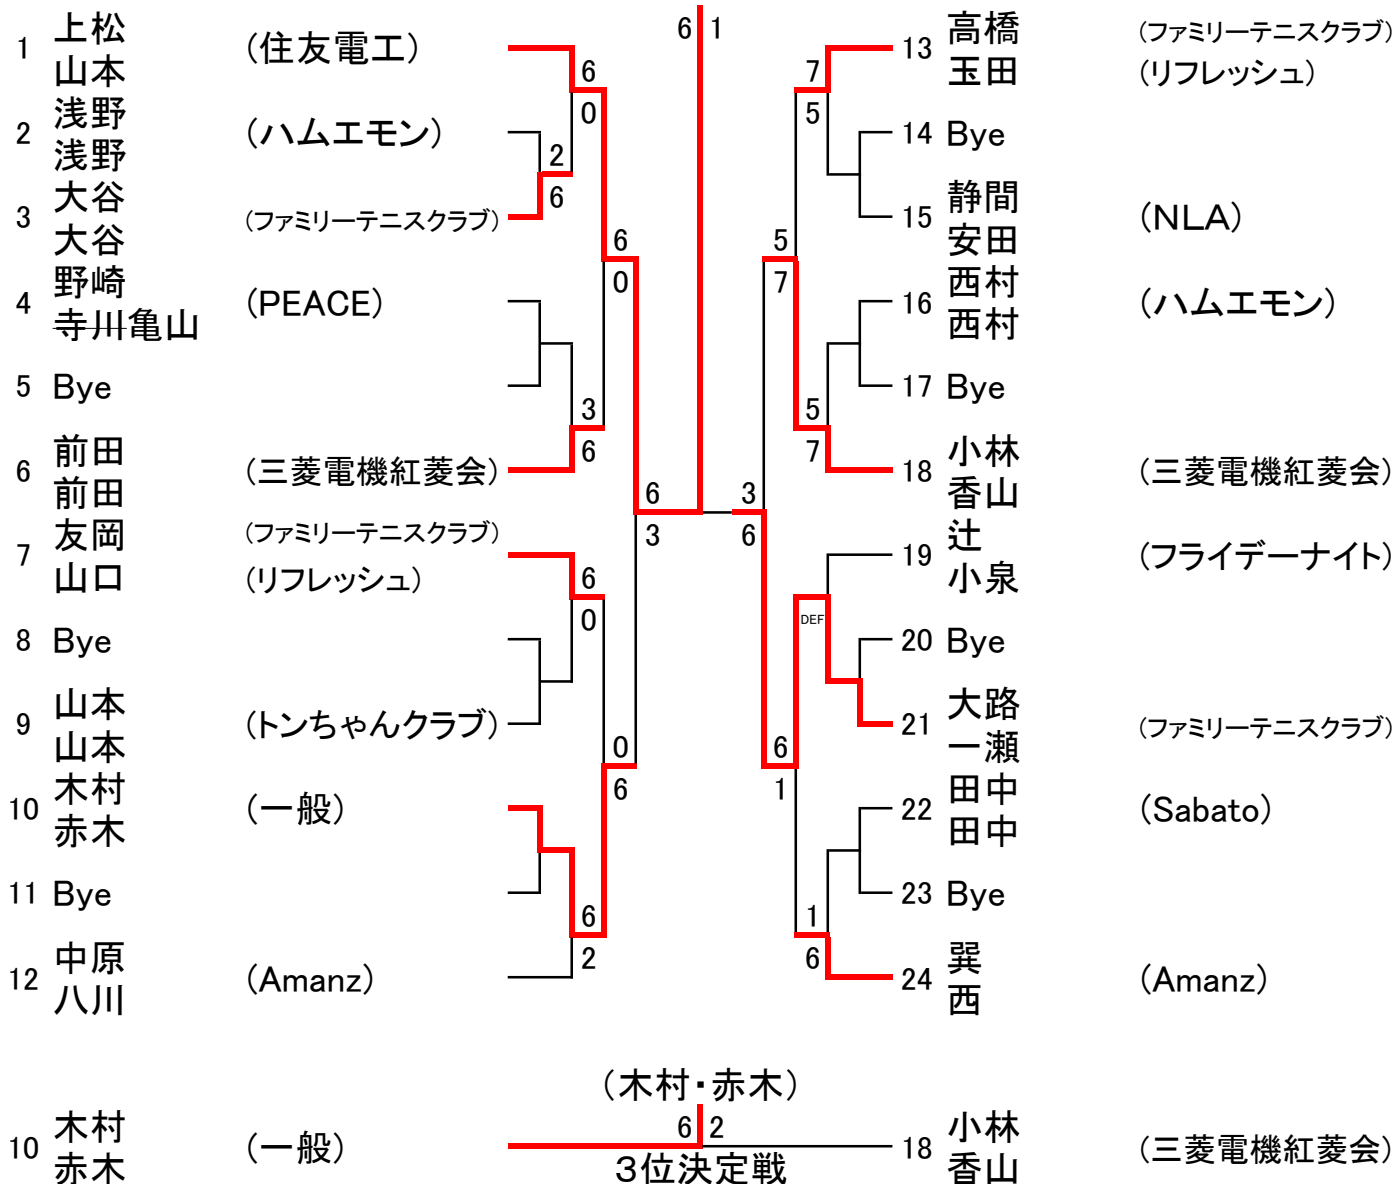 6 1
1 上松 山本 (住友電工)
6
0
2 浅野 浅野 (ハムエモン)
2
6
3 大谷 大谷 (ファミリーテニスクラブ)
6
0
4 野崎 寺川亀山 (PEACE)
5 Bye
3
6
6 前田 前田 (三菱電機紅菱会)
6
3
7 友岡 山口 (ファミリーテニスクラブ) (リフレッシュ)
6
0
8 Bye
9 山本 山本 (トンちゃんクラブ)
0
6
10 木村 赤木 (一般)
11 Bye
6
2
12 中原 八川 (Amanz)
13 高橋 玉田 (ファミリーテニスクラブ) (リフレッシュ)
7
5
14 Bye
15 静間 安田 (NLA)
5
7
16 西村 西村 (ハムエモン)
17 Bye
5
7
18 小林 香山 (三菱電機紅菱会)
3
6
19 辻 小泉 (フライデーナイト)
DEF
20 Bye
21 大路 一瀬 (ファミリーテニスクラブ)
6
1
22 田中 田中 (Sabato)
23 Bye
1
6
24 巽 西 (Amanz)
(木村・赤木)
10 木村 赤木 (一般)
6 2
3位決定戦
18 小林 香山 (三菱電機紅菱会)